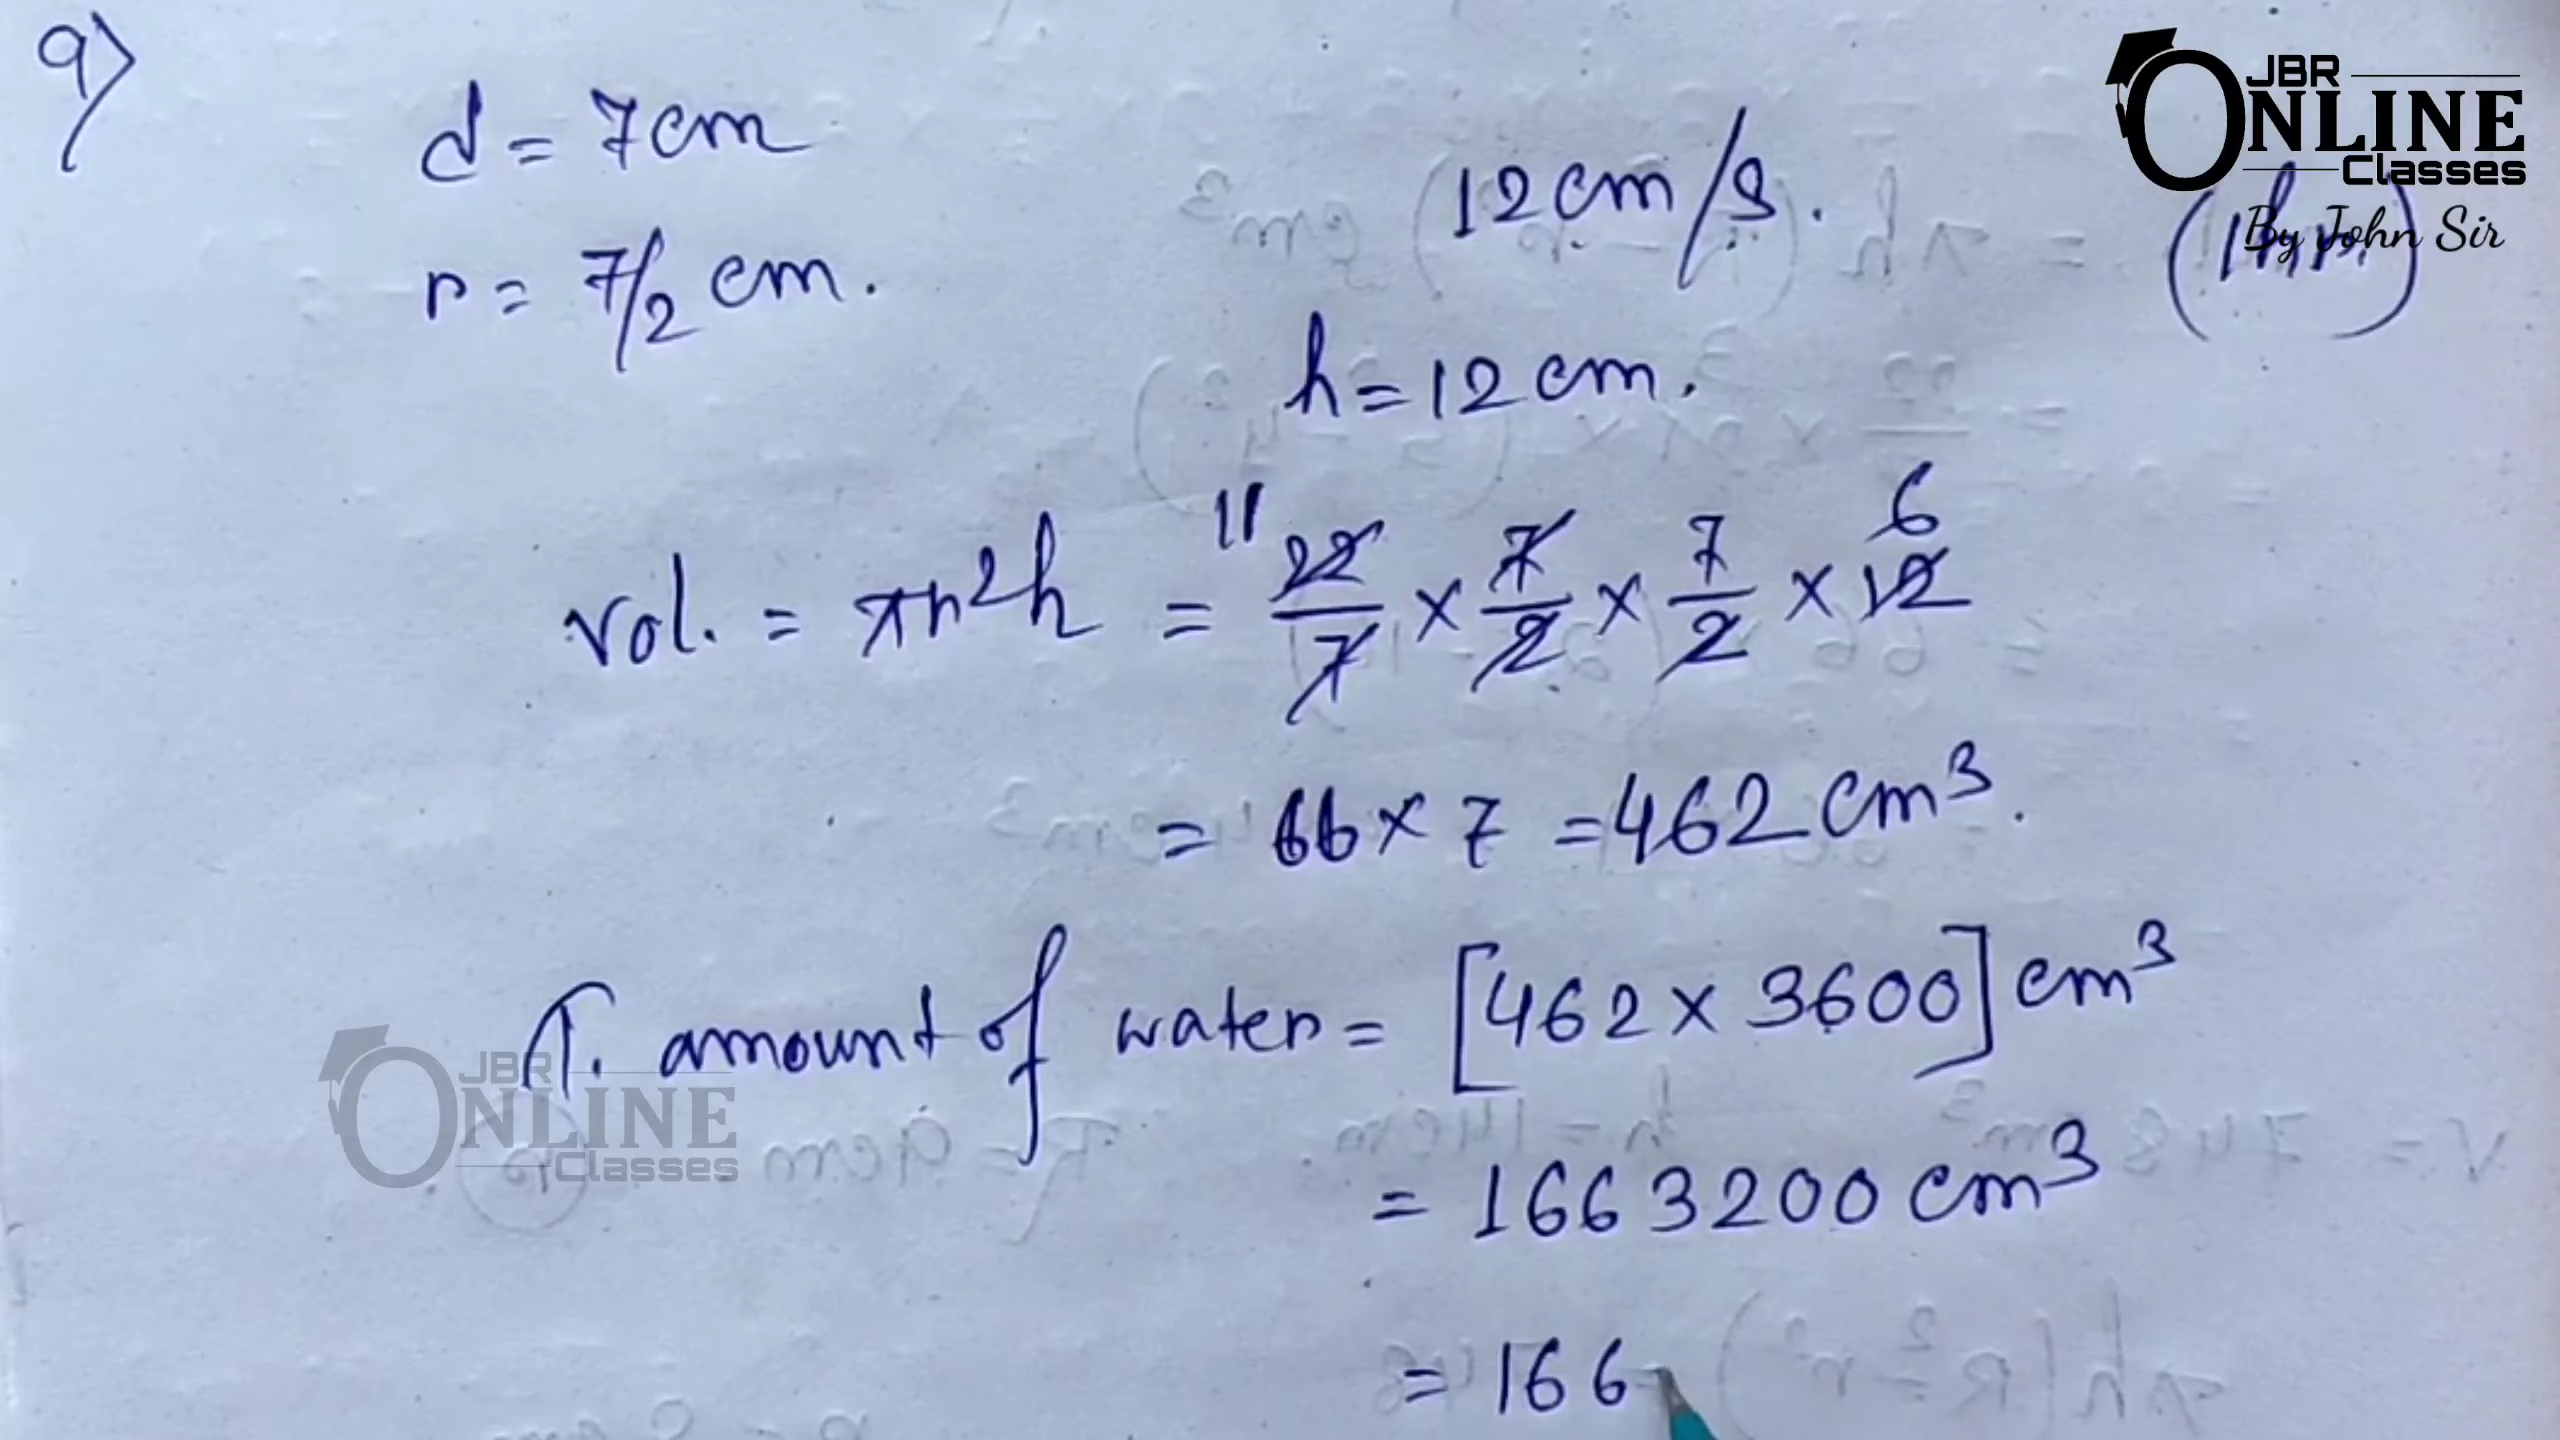 9)
JBR
ONLINE
Classes
By John Sir
d = 7cm
12cm/s.
(1hr.)
r = 7/2 cm.
h = 12cm.
vol. = πr²h = 11 22/7 × 7/2 × 7/2 × 12 6
= 66 × 7 = 462 cm³.
T. amount of water = [462 × 3600] cm³
JBR
ONLINE
Classes
= 1663200 cm³
= 166